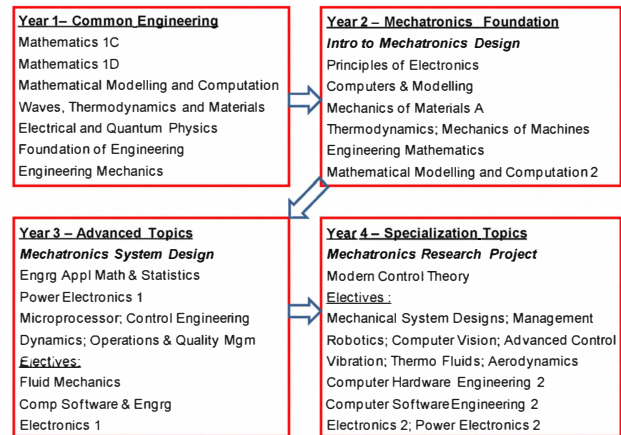 Year 1– Common Engineering
Mathematics 1C
Mathematics 1D
Mathematical Modelling and Computation
Waves, Thermodynamics and Materials
Electrical and Quantum Physics
Foundation of Engineering
Engineering Mechanics
Year 2 – Mechatronics Foundation
Intro to Mechatronics Design
Principles of Electronics
Computers & Modelling
Mechanics of Materials A
Thermodynamics; Mechanics of Machines
Engineering Mathematics
Mathematical Modelling and Computation 2
Year 3 – Advanced Topics
Mechatronics System Design
Engrg Appl Math & Statistics
Power Electronics 1
Microprocessor; Control Engineering
Dynamics; Operations & Quality Mgm
Electives:
Fluid Mechanics
Comp Software & Engrg
Electronics 1
Year 4 – Specialization Topics
Mechatronics Research Project
Modern Control Theory
Electives :
Mechanical System Designs; Management
Robotics; Computer Vision; Advanced Control
Vibration; Thermo Fluids; Aerodynamics
Computer Hardware Engineering 2
Computer Software Engineering 2
Electronics 2; Power Electronics 2